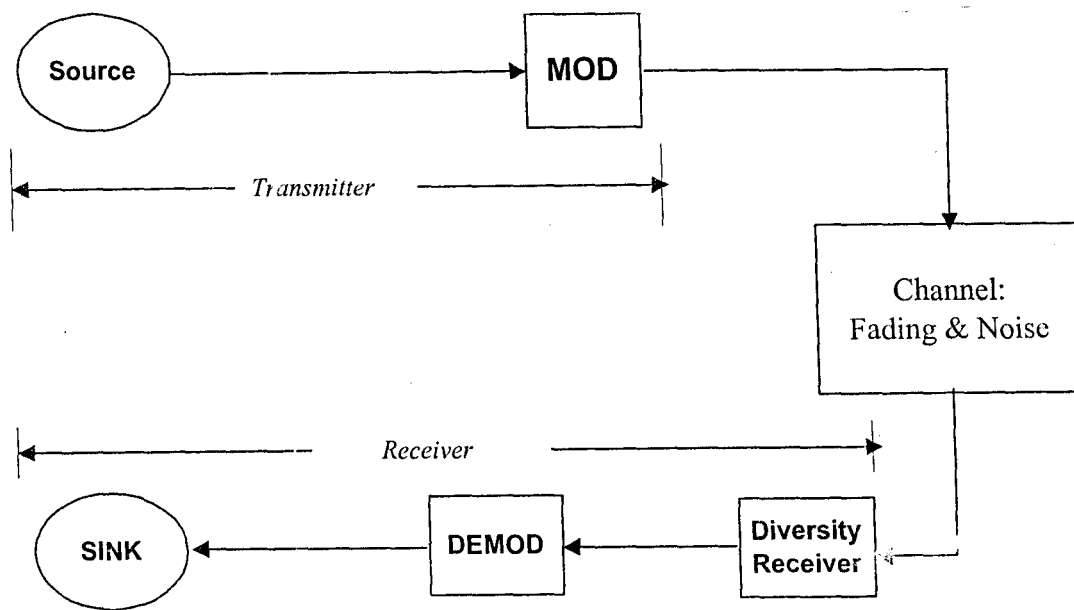 Source
MOD
Transmitter
Channel:
Fading & Noise
Receiver
SINK
DEMOD
Diversity
Receiver